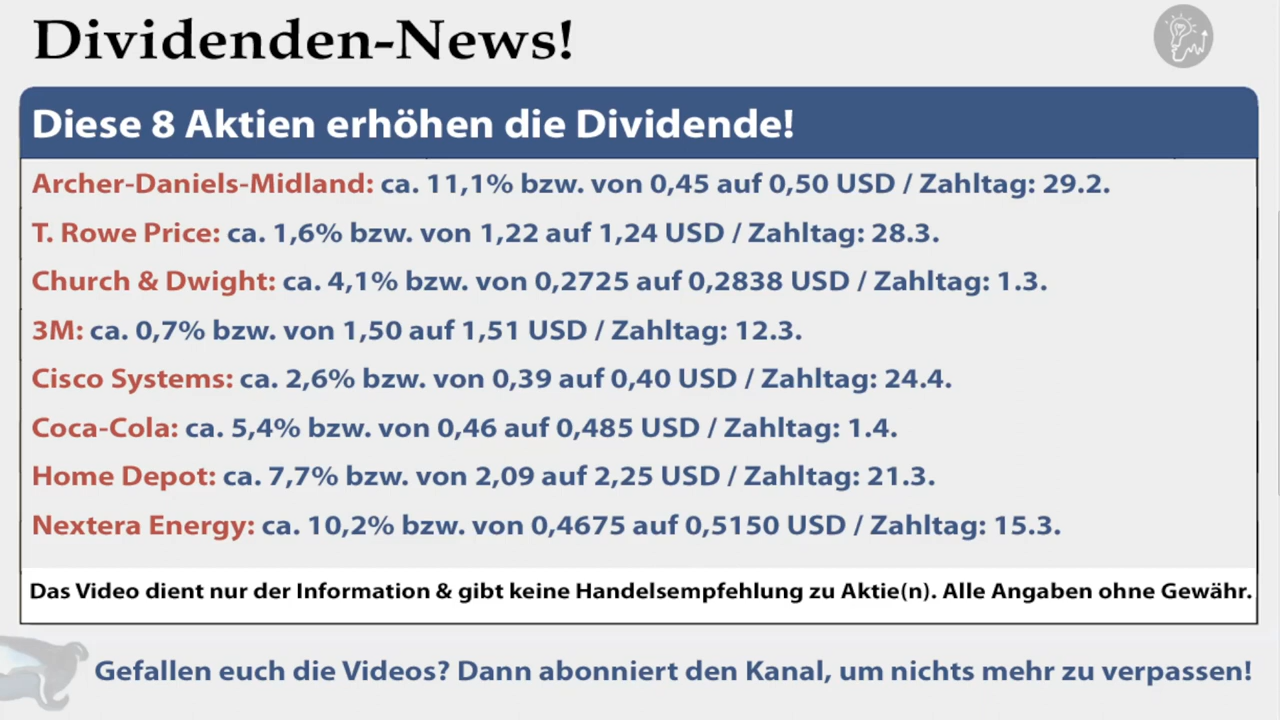 Dividenden-News!
Diese 8 Aktien erhöhen die Dividende!
Archer-Daniels-Midland: ca. 11,1% bzw. von 0,45 auf 0,50 USD / Zahltag: 29.2.
T. Rowe Price: ca. 1,6% bzw. von 1,22 auf 1,24 USD / Zahltag: 28.3.
Church & Dwight: ca. 4,1% bzw. von 0,2725 auf 0,2838 USD / Zahltag: 1.3.
3M: ca. 0,7% bzw. von 1,50 auf 1,51 USD / Zahltag: 12.3.
Cisco Systems: ca. 2,6% bzw. von 0,39 auf 0,40 USD / Zahltag: 24.4.
Coca-Cola: ca. 5,4% bzw. von 0,46 auf 0,485 USD / Zahltag: 1.4.
Home Depot: ca. 7,7% bzw. von 2,09 auf 2,25 USD / Zahltag: 21.3.
Nextera Energy: ca. 10,2% bzw. von 0,4675 auf 0,5150 USD / Zahltag: 15.3.
Das Video dient nur der Information & gibt keine Handelsempfehlung zu Aktie(n). Alle Angaben ohne Gewähr.
Gefallen euch die Videos? Dann abonniert den Kanal, um nichts mehr zu verpassen!